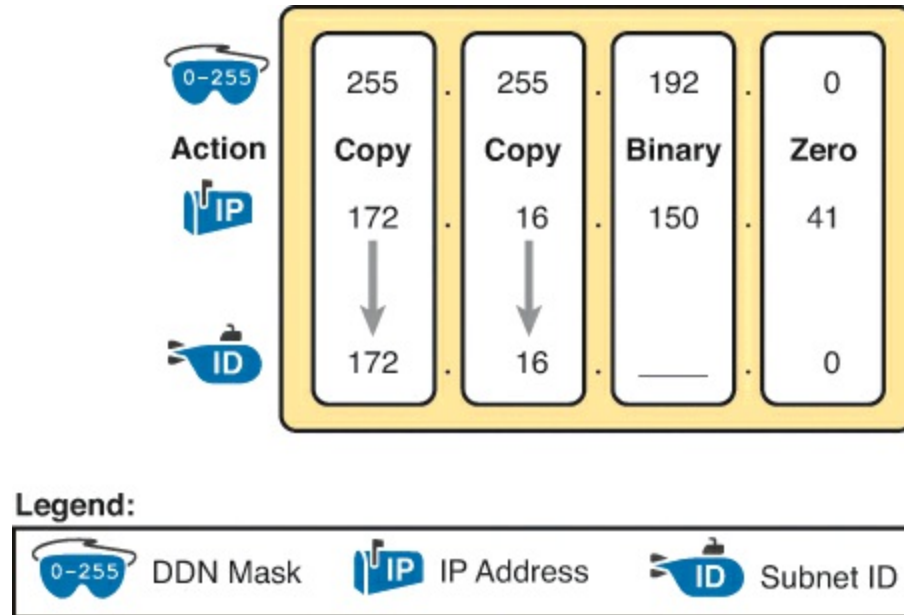 0-255 255 . 255 . 192 . 0
Action Copy Copy Binary Zero
IP 172 . 16 . 150 . 41
ID 172 . 16 . ____ . 0
Legend:
0-255 DDN Mask IP IP Address ID Subnet ID